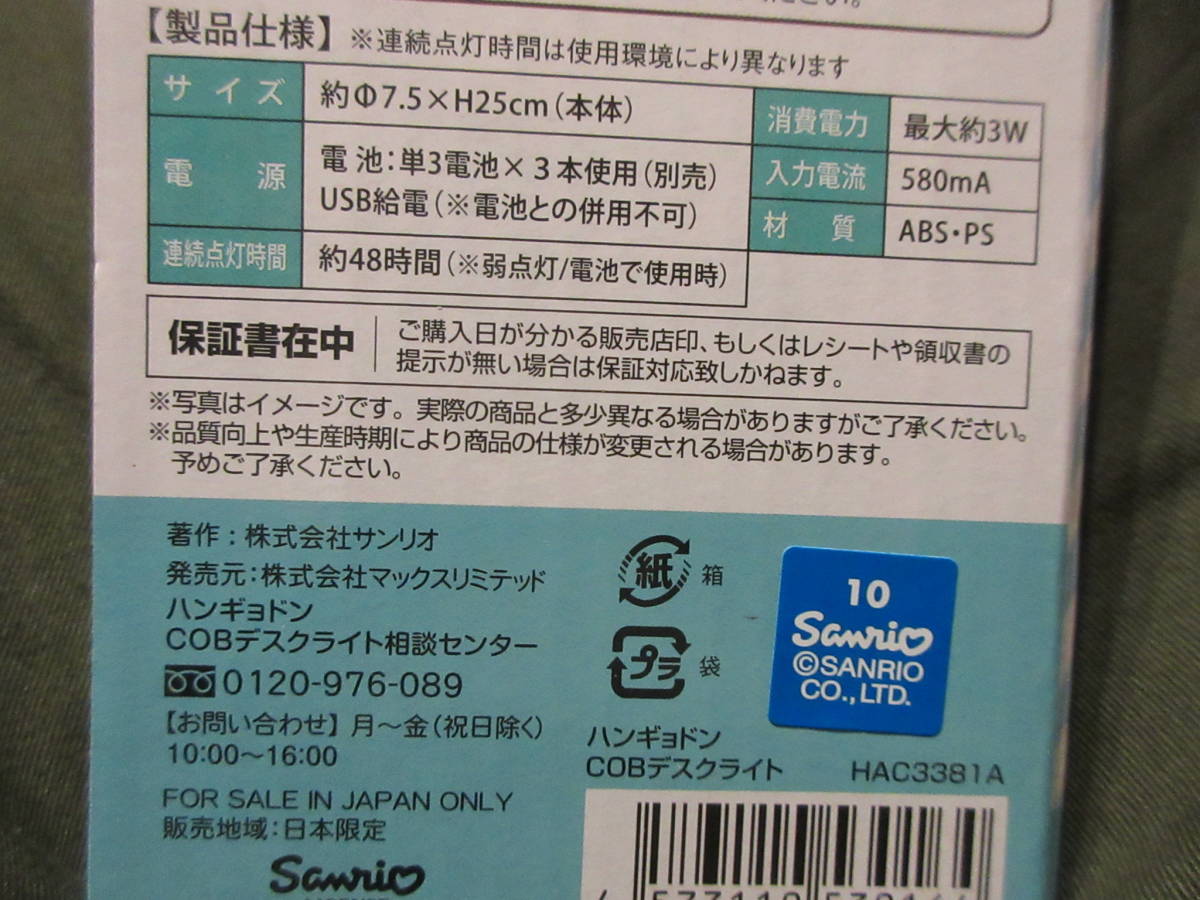 ください。
【製品仕様】 ※連続点灯時間は使用環境により異なります
サイズ 約Φ7.5×H25cm（本体）
電源 電池：単3電池×3本使用（別売）
USB給電（※電池との併用不可）
連続点灯時間 約48時間（※弱点灯/電池で使用時）
消費電力 最大約3W
入力電流 580mA
材質 ABS・PS
保証書在中
ご購入日が分かる販売店印、もしくはレシートや領収書の
提示が無い場合は保証対応致しかねます。
※写真はイメージです。実際の商品と多少異なる場合がありますがご了承ください。
※品質向上や生産時期により商品の仕様が変更される場合があります。
予めご了承ください。
著作：株式会社サンリオ
発売元：株式会社マックスリミテッド
ハンギョドン
COBデスクライト相談センター
0120-976-089
【お問い合わせ】月～金（祝日除く）
10:00～16:00
FOR SALE IN JAPAN ONLY
販売地域：日本限定
Sanrio
紙 箱
プラ 袋
10
Sanrio
©SANRIO
CO., LTD.
ハンギョドン
COBデスクライト HAC3381A